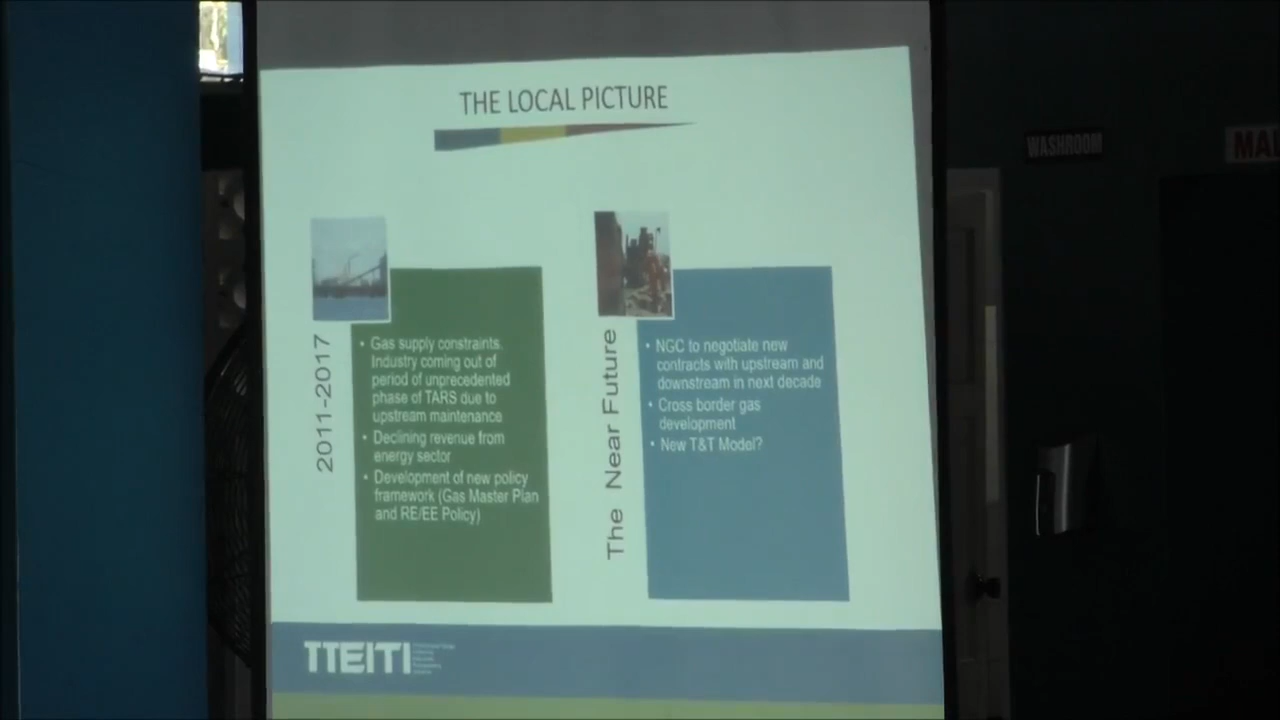 THE LOCAL PICTURE
2011-2017
• Gas supply constraints.
Industry coming out of
period of unprecedented
phase of TARS due to
upstream maintenance
• Declining revenue from
energy sector
• Development of new policy
framework (Gas Master Plan
and RE/EE Policy)
The Near Future
• NGC to negotiate new
contracts with upstream and
downstream in next decade
• Cross border gas
development
• New T&T Model?
TTEITI
WASHROOM
MAL